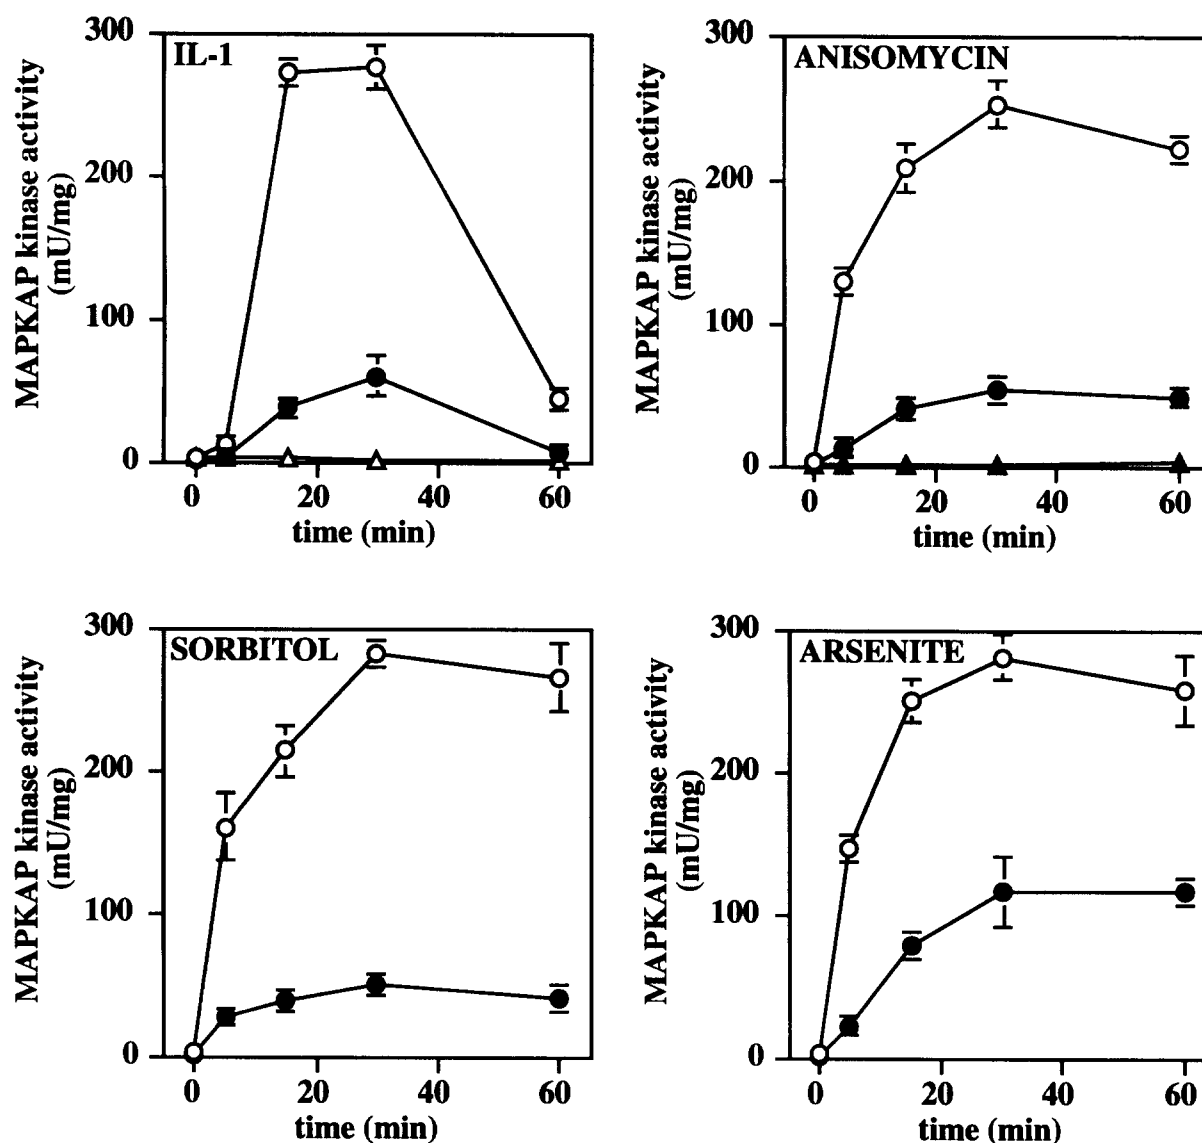 300
IL-1
200
100
0
0 20 40 60
time (min)
MAPKAP kinase activity
(mU/mg)
300
ANISOMYCIN
200
100
0
0 20 40 60
time (min)
MAPKAP kinase activity
(mU/mg)
300
SORBITOL
200
100
0
0 20 40 60
time (min)
MAPKAP kinase activity
(mU/mg)
300
ARSENITE
200
100
0
0 20 40 60
time (min)
MAPKAP kinase activity
(mU/mg)